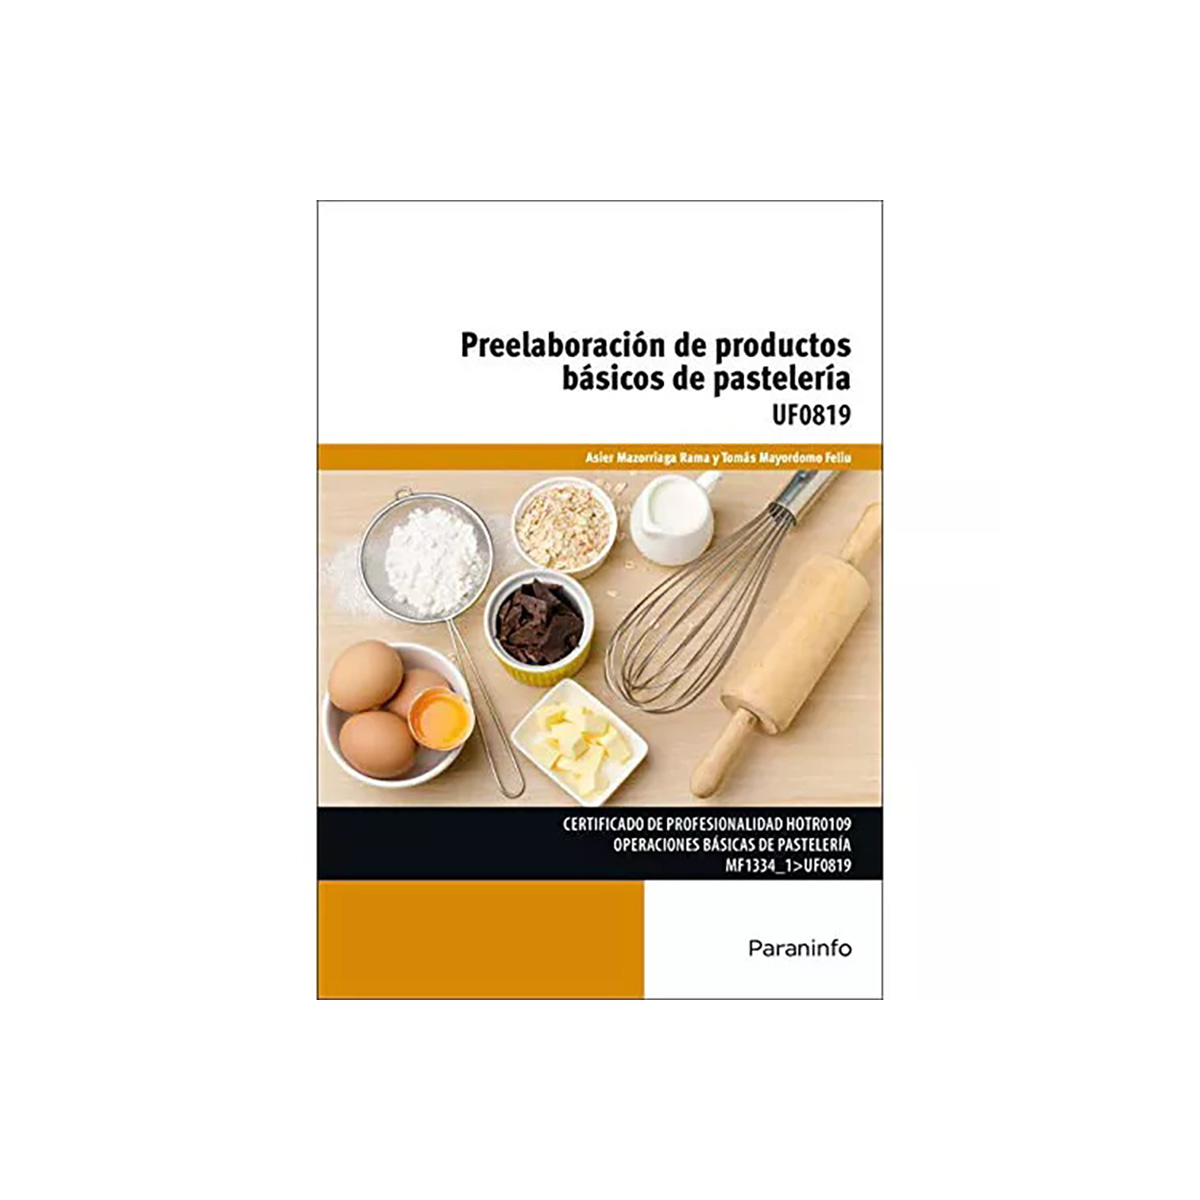 Preelaboración de productos
básicos de pastelería
UF0819
Asier Mazorriaga Rama y Tomás Mayordomo Feliu
CERTIFICADO DE PROFESIONALIDAD HOTR0109
OPERACIONES BÁSICAS DE PASTELERÍA
MF1334_1>UF0819
Paraninfo